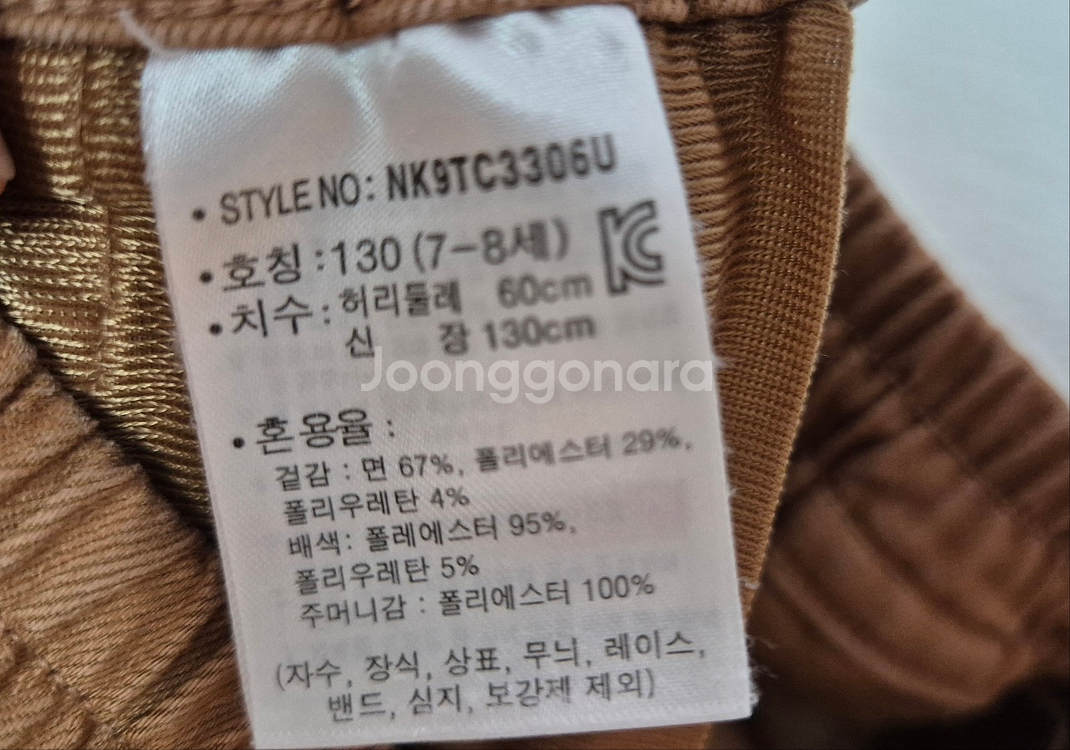 • STYLE NO: NK9TC3306U
• 호칭 : 130 (7-8세)
• 치수 : 허리둘레 60cm
신 장 130cm
Joonggonara
• 혼용율 :
겉감 : 면 67%, 폴리에스터 29%,
폴리우레탄 4%
배색: 폴레에스터 95%,
폴리우레탄 5%
주머니감 : 폴리에스터 100%
(자수, 장식, 상표, 무늬, 레이스,
밴드, 심지, 보강제 제외)